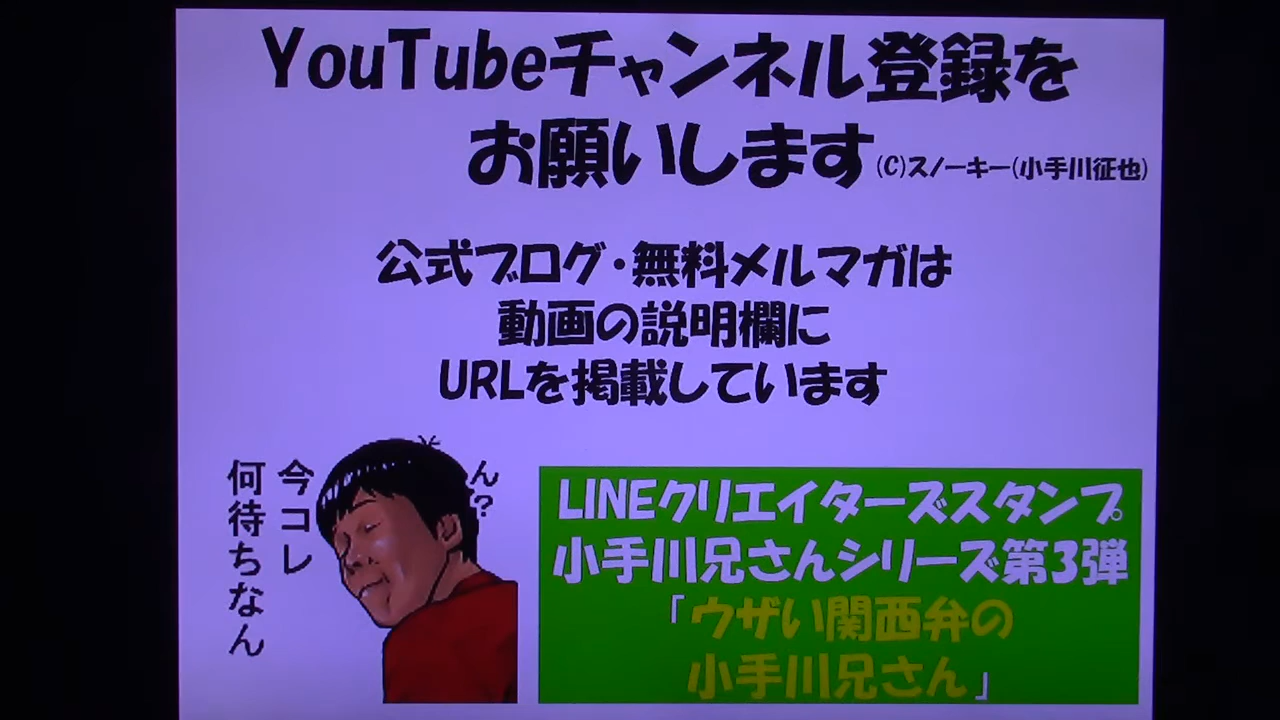 YouTubeチャンネル登録を
お願いします (C)スノーキー(小手川征也)
公式ブログ・無料メルマガは
動画の説明欄に
URLを掲載しています
ん?
今コレ
何待ちなん
LINEクリエイターズスタンプ
小手川兄さんシリーズ第3弾
「ウザい関西弁の
小手川兄さん」